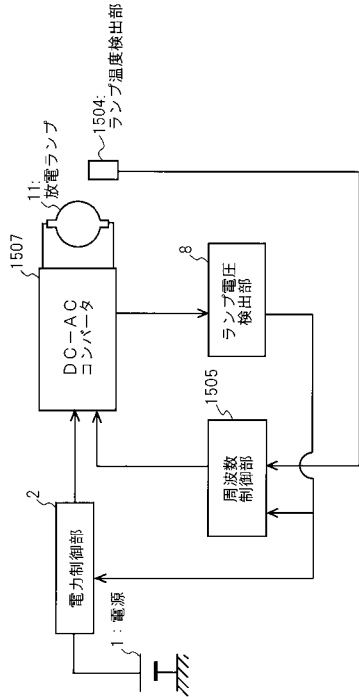 1：電源
2
電力制御部
1507
DC−AC
コンバータ
11：
放電ランプ
1504：
ランプ温度検出部
8
ランプ電圧
検出部
1505
周波数
制御部